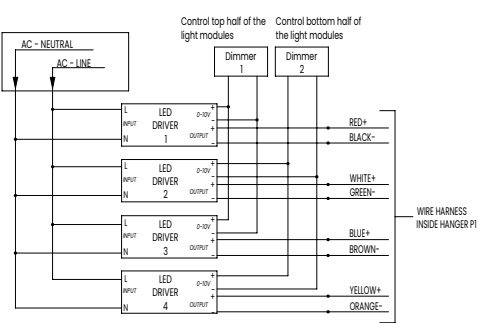 Control top half of the
light modules
Control bottom half of
the light modules
Dimmer
1
Dimmer
2
AC - NEUTRAL
AC - LINE
L
INPUT
N
LED
DRIVER
1
0-10V
OUTPUT
+
-
+
-
RED+
BLACK-
L
INPUT
N
LED
DRIVER
2
0-10V
OUTPUT
+
-
+
-
WHITE+
GREEN-
WIRE HARNESS
INSIDE HANGER P1
L
INPUT
N
LED
DRIVER
3
0-10V
OUTPUT
+
-
+
-
BLUE+
BROWN-
L
INPUT
N
LED
DRIVER
4
0-10V
OUTPUT
+
-
+
-
YELLOW+
ORANGE-